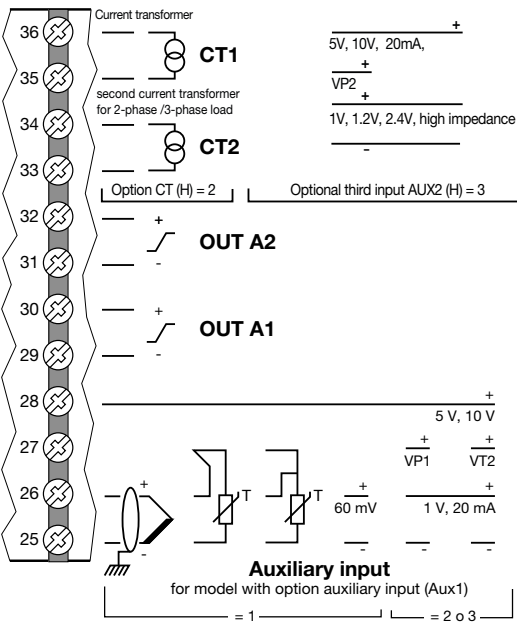 Current transformer
36
CT1
+
5V, 10V, 20mA,
35
+
VP2
second current transformer
for 2-phase /3-phase load
+
1V, 1.2V, 2.4V, high impedance
34
CT2
-
33
Option CT (H) = 2
Optional third input AUX2 (H) = 3
32
+
OUT A2
31
-
30
+
OUT A1
29
-
28
+
5 V, 10 V
27
+ +
VP1 VT2
26
+ T T + +
60 mV 1 V, 20 mA
25
- - - -
Auxiliary input
for model with option auxiliary input (Aux1)
= 1 = 2 o 3